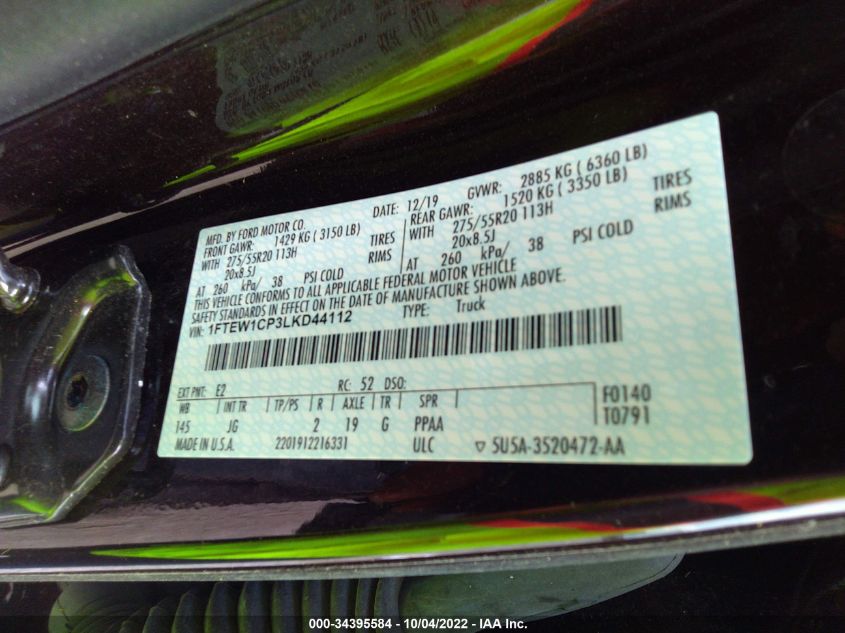 MFD. BY FORD MOTOR CO.
DATE: 12/19 GVWR: 2885 KG ( 6360 LB)
FRONT GAWR: 1429 KG ( 3150 LB) REAR GAWR: 1520 KG ( 3350 LB)
WITH 275/55R20 113H TIRES WITH 275/55R20 113H TIRES
20x8.5J RIMS 20x8.5J RIMS
AT 260 kPa/ 38 PSI COLD AT 260 kPa/ 38 PSI COLD
THIS VEHICLE CONFORMS TO ALL APPLICABLE FEDERAL MOTOR VEHICLE
SAFETY STANDARDS IN EFFECT ON THE DATE OF MANUFACTURE SHOWN ABOVE.
VIN: 1FTEW1CP3LKD44112 TYPE: Truck
EXT PNT: E2 RC: 52 DSO:
WB INT TR TP/PS R AXLE TR SPR F0140
145 JG 2 19 G PPAA T0791
MADE IN U.S.A. 2201912216331 ULC ▽ 5U5A-3520472-AA
000-34395584 - 10/04/2022 - IAA Inc.